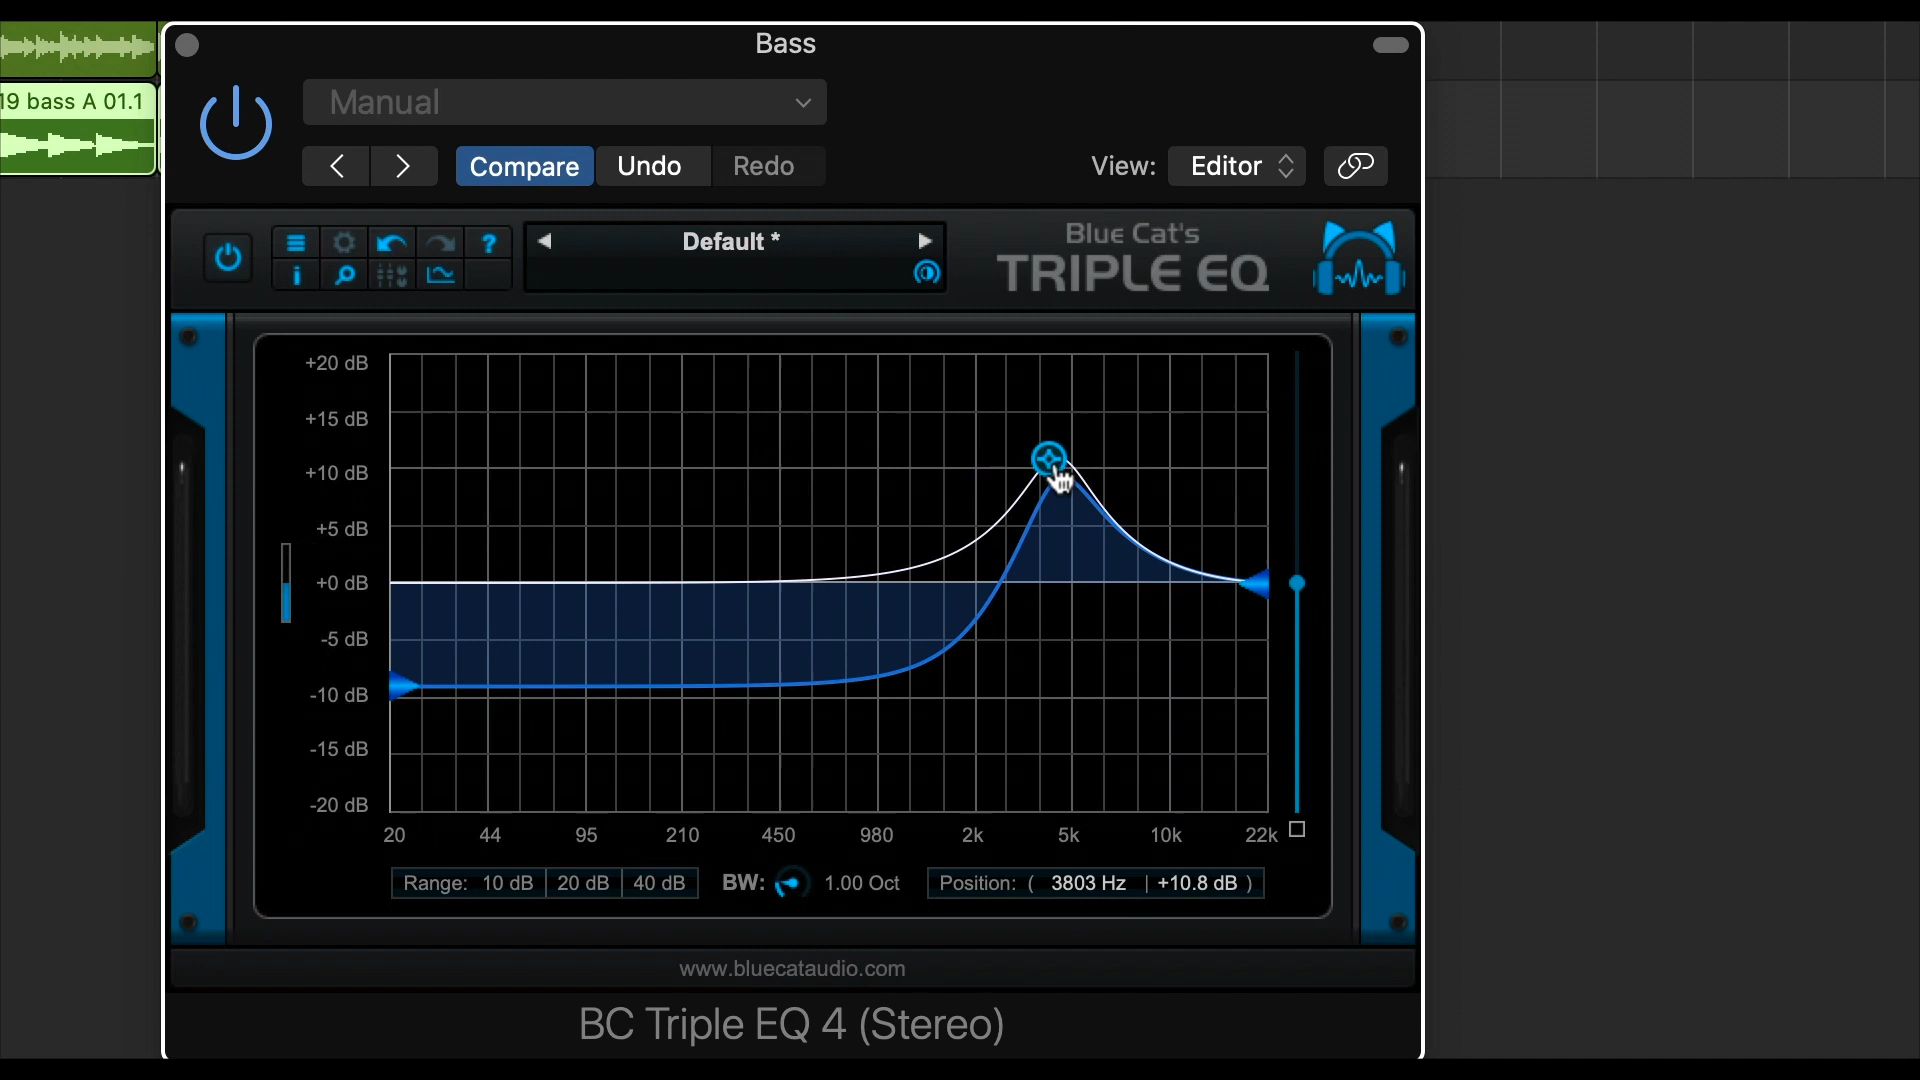 Bass
19 bass A 01.1
Manual
Compare Undo Redo View: Editor
Default *
Blue Cat's
TRIPLE EQ
+20 dB
+15 dB
+10 dB
+5 dB
+0 dB
-5 dB
-10 dB
-15 dB
-20 dB
20 44 95 210 450 980 2k 5k 10k 22k
Range: 10 dB 20 dB 40 dB BW: 1.00 Oct Position: ( 3803 Hz | +10.8 dB )
www.bluecataudio.com
BC Triple EQ 4 (Stereo)